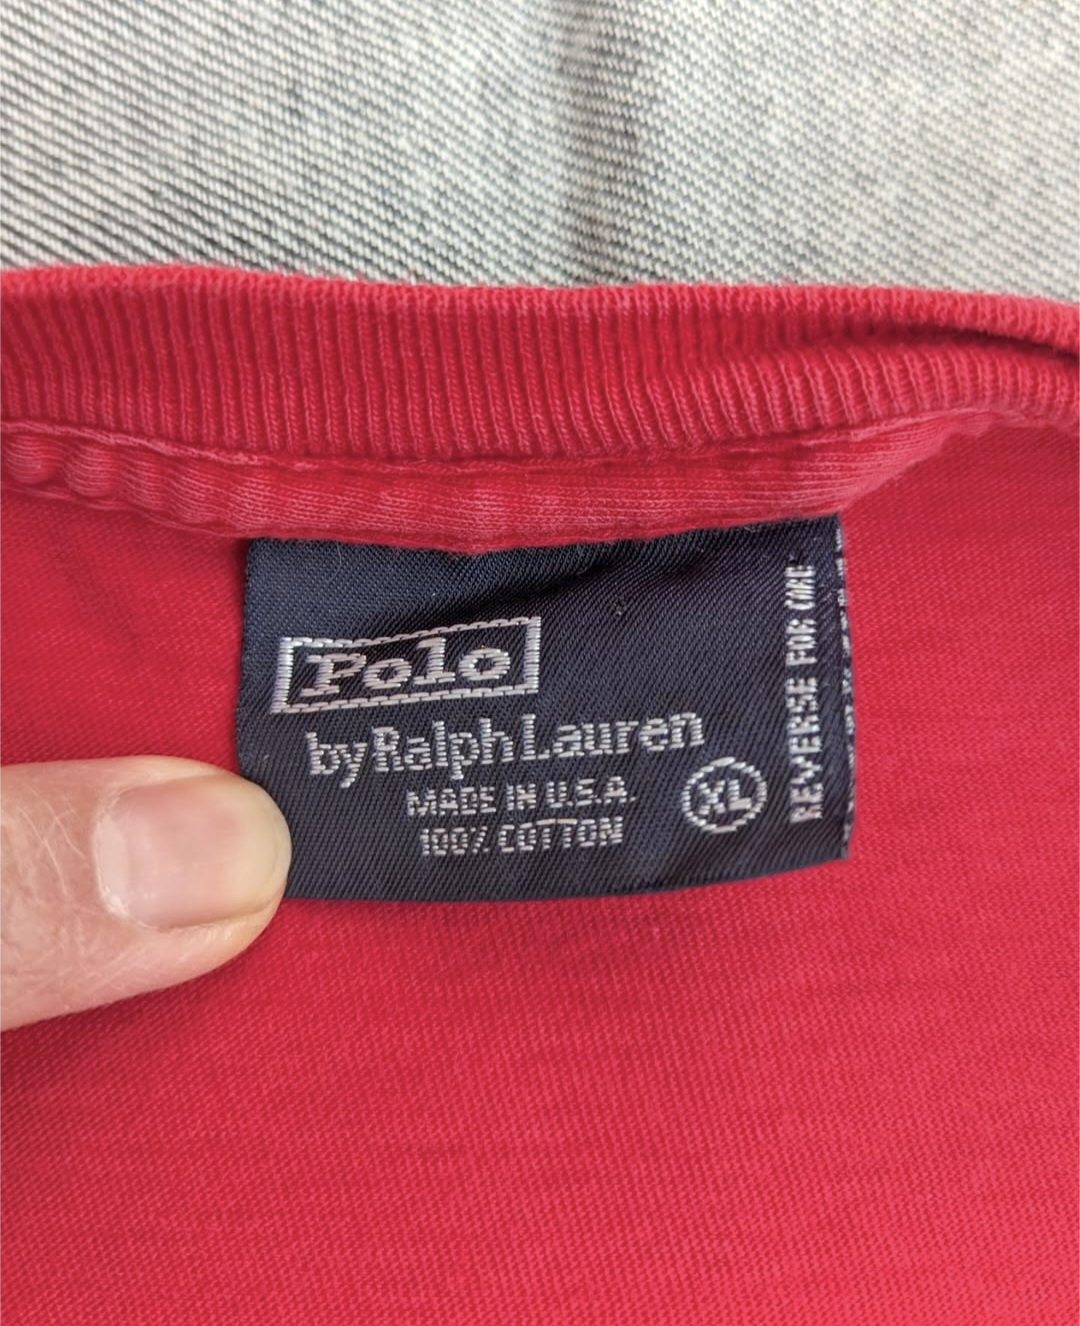 Polo
by Ralph Lauren
MADE IN U.S.A.
100% COTTON
XL
REVERSE FOR CARE